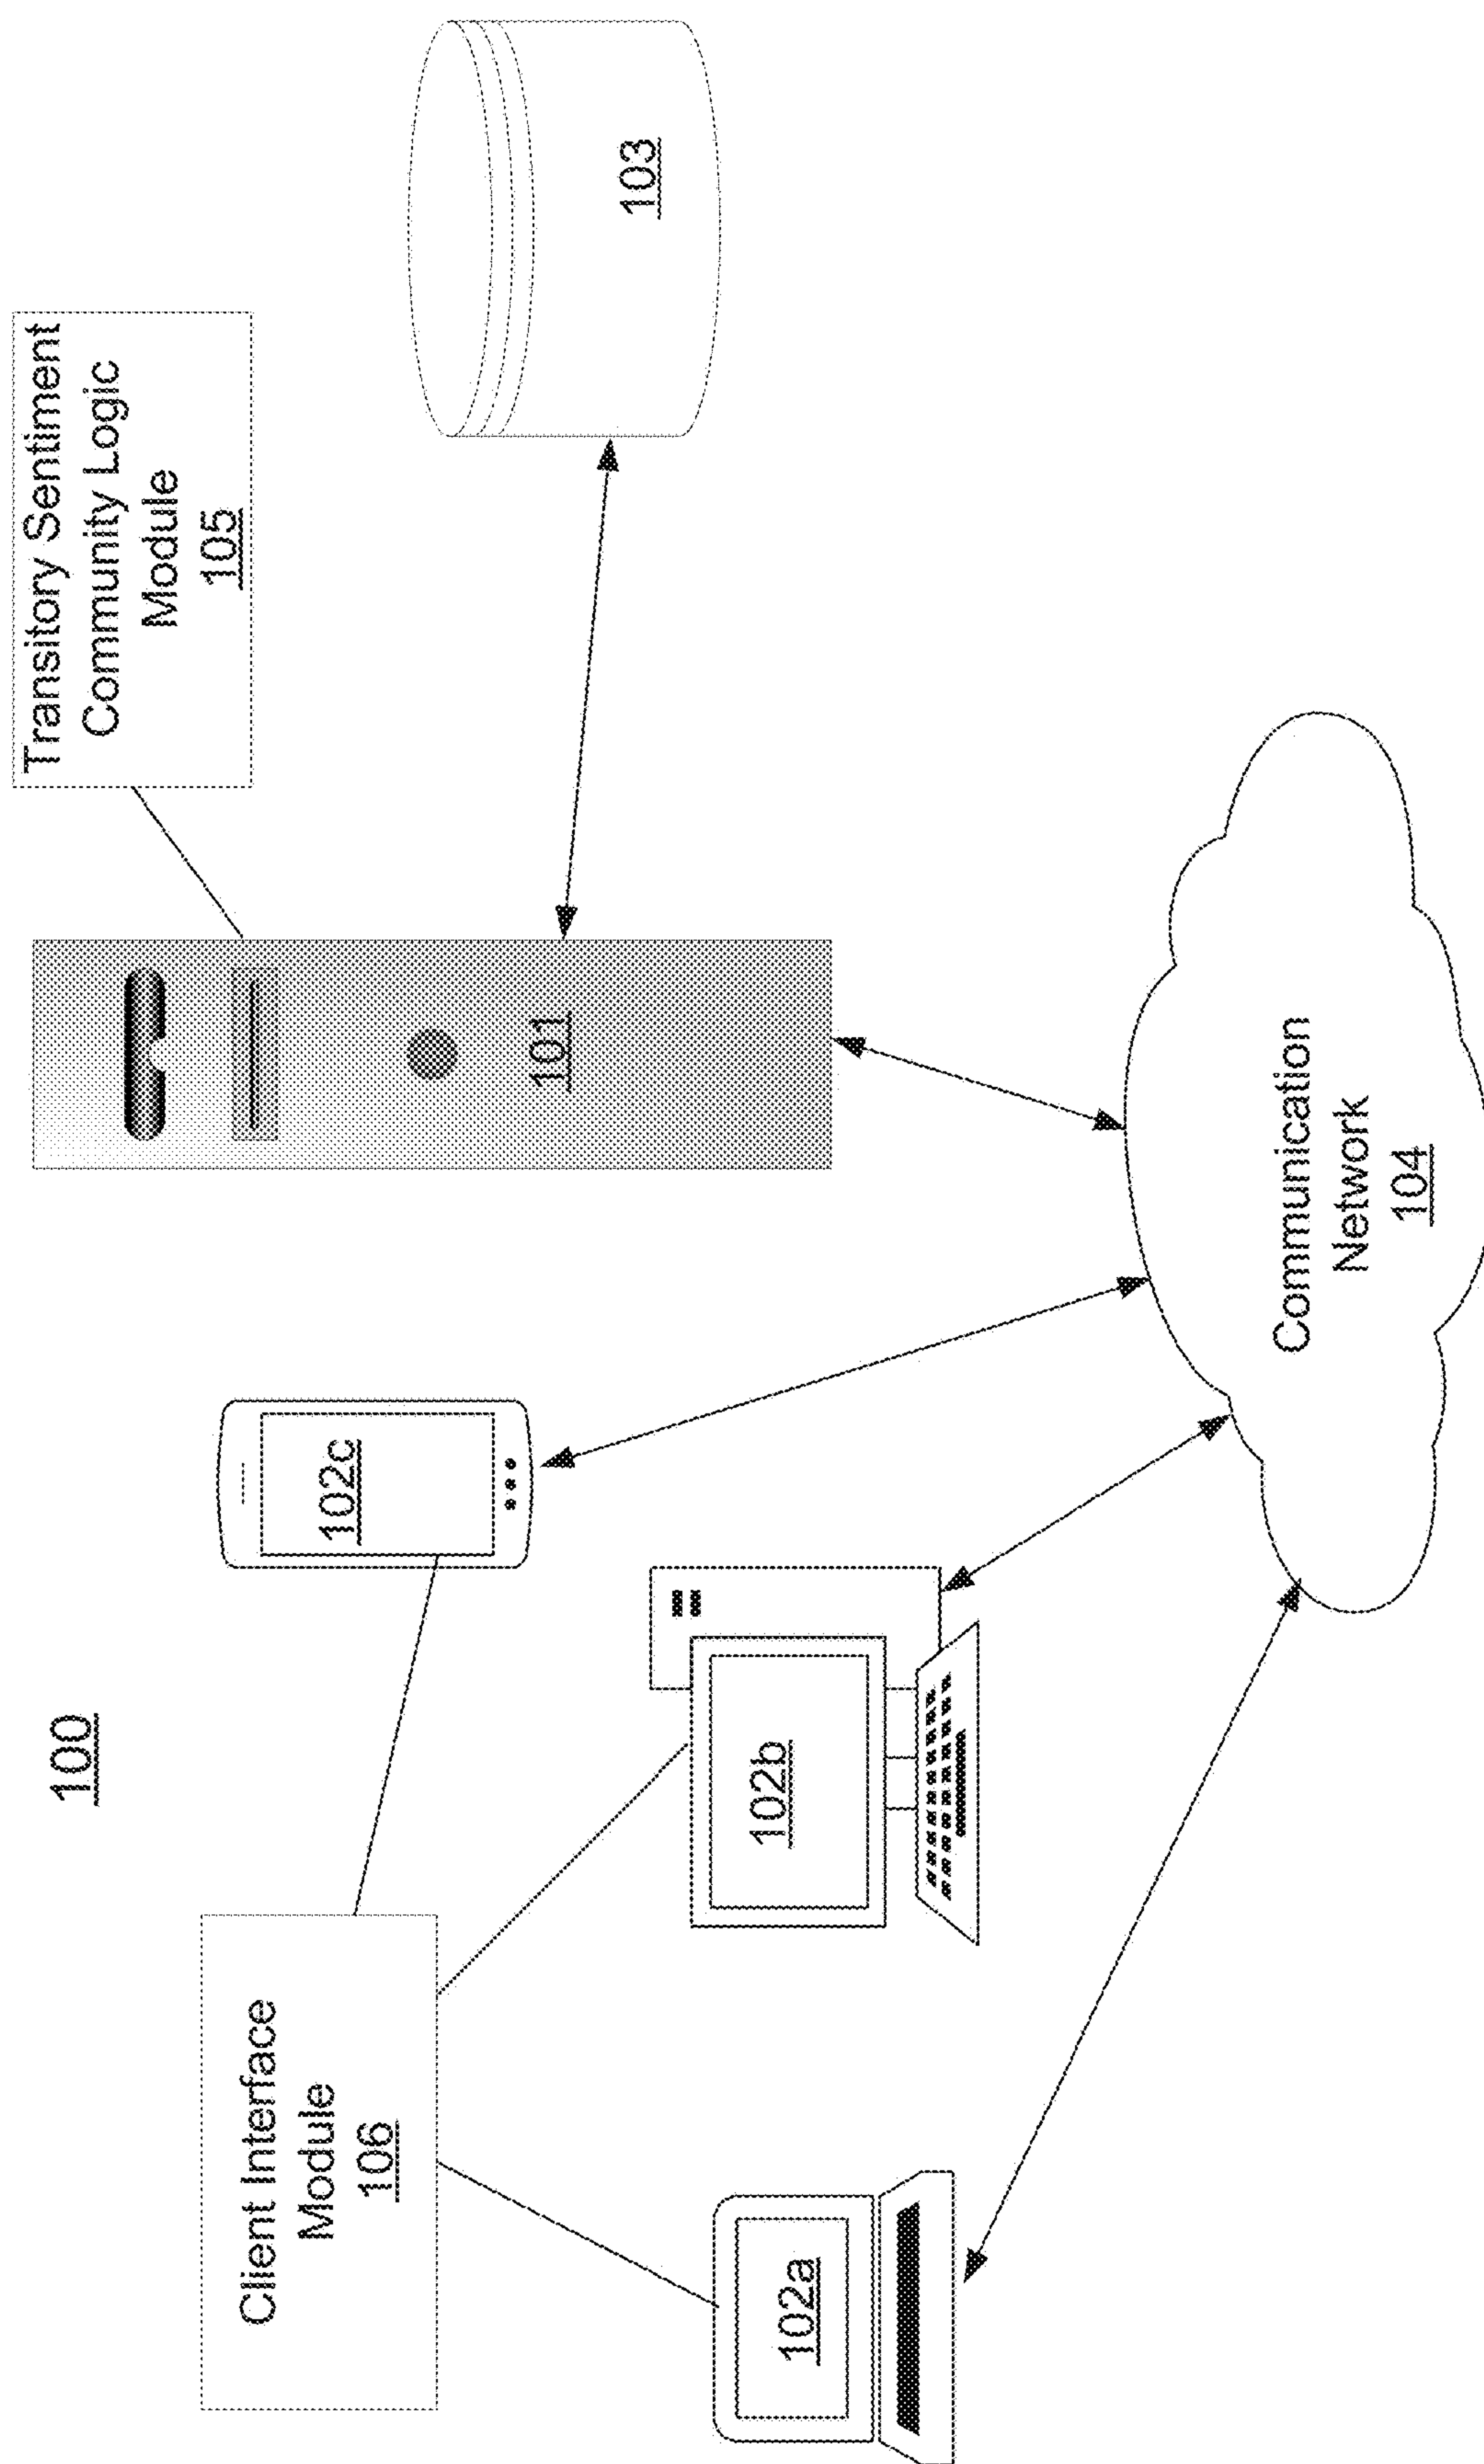 100
Client Interface
Module
106
102a
102b
102c
101
Transitory Sentiment
Community Logic
Module
105
103
Communication
Network
104